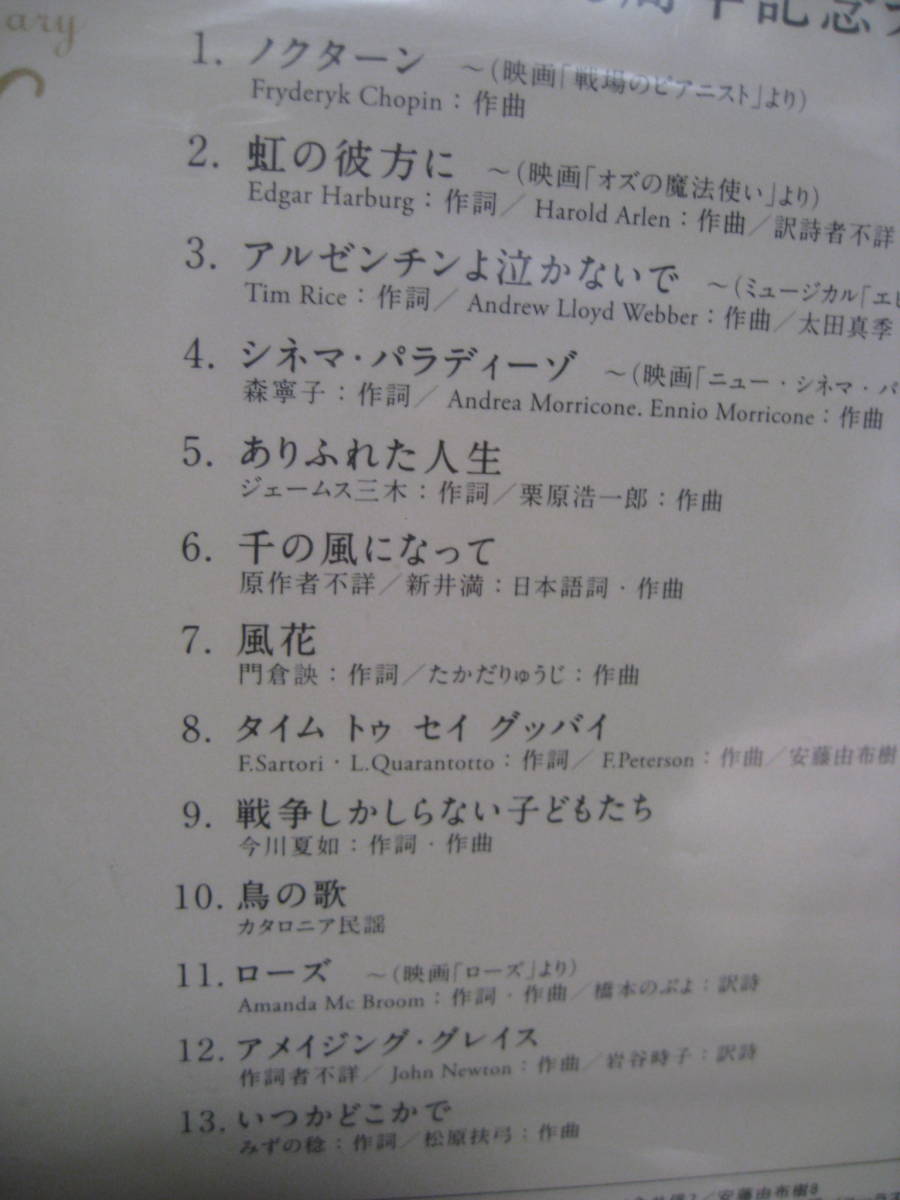 ary
周年記念
1. ノクターン ～(映画「戦場のピアニスト」より)
Fryderyk Chopin：作曲
2. 虹の彼方に ～(映画「オズの魔法使い」より)
Edgar Harburg：作詞／Harold Arlen：作曲／訳詩者不詳
3. アルゼンチンよ泣かないで ～(ミュージカル「エビ
Tim Rice：作詞／Andrew Lloyd Webber：作曲／太田真季
4. シネマ・パラディーゾ ～(映画「ニュー・シネマ・パ
森寧子：作詞／Andrea Morricone. Ennio Morricone：作曲
5. ありふれた人生
ジェームス三木：作詞／栗原浩一郎：作曲
6. 千の風になって
原作者不詳／新井満：日本語詞・作曲
7. 風花
門倉訣：作詞／たかだりゅうじ：作曲
8. タイム トゥ セイ グッバイ
F.Sartori・L.Quarantotto：作詞／F.Peterson：作曲／安藤由布樹
9. 戦争しかしらない子どもたち
今川夏如：作詞・作曲
10. 鳥の歌
カタロニア民謡
11. ローズ ～(映画「ローズ」より)
Amanda Mc Broom：作詞・作曲／橋本のぶよ：訳詩
12. アメイジング・グレイス
作詞者不詳／John Newton：作曲／岩谷時子：訳詩
13. いつかどこかで
みずの稔：作詞／松原扶弓：作曲
／安藤由布樹8